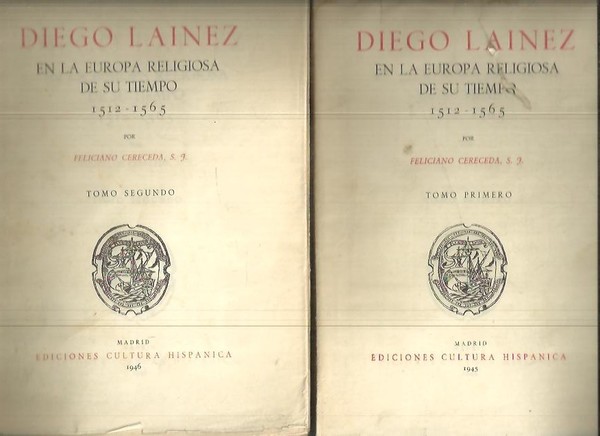 DIEGO LAINEZ
EN LA EUROPA RELIGIOSA
DE SU TIEMPO
1512-1565
POR
FELICIANO CERECEDA, S. J.
TOMO SEGUNDO
MADRID
EDICIONES CULTURA HISPANICA
1946
DIEGO LAINEZ
EN LA EUROPA RELIGIOSA
DE SU TIEMPO
1512-1565
POR
FELICIANO CERECEDA, S. J.
TOMO PRIMERO
MADRID
EDICIONES CULTURA HISPANICA
1945